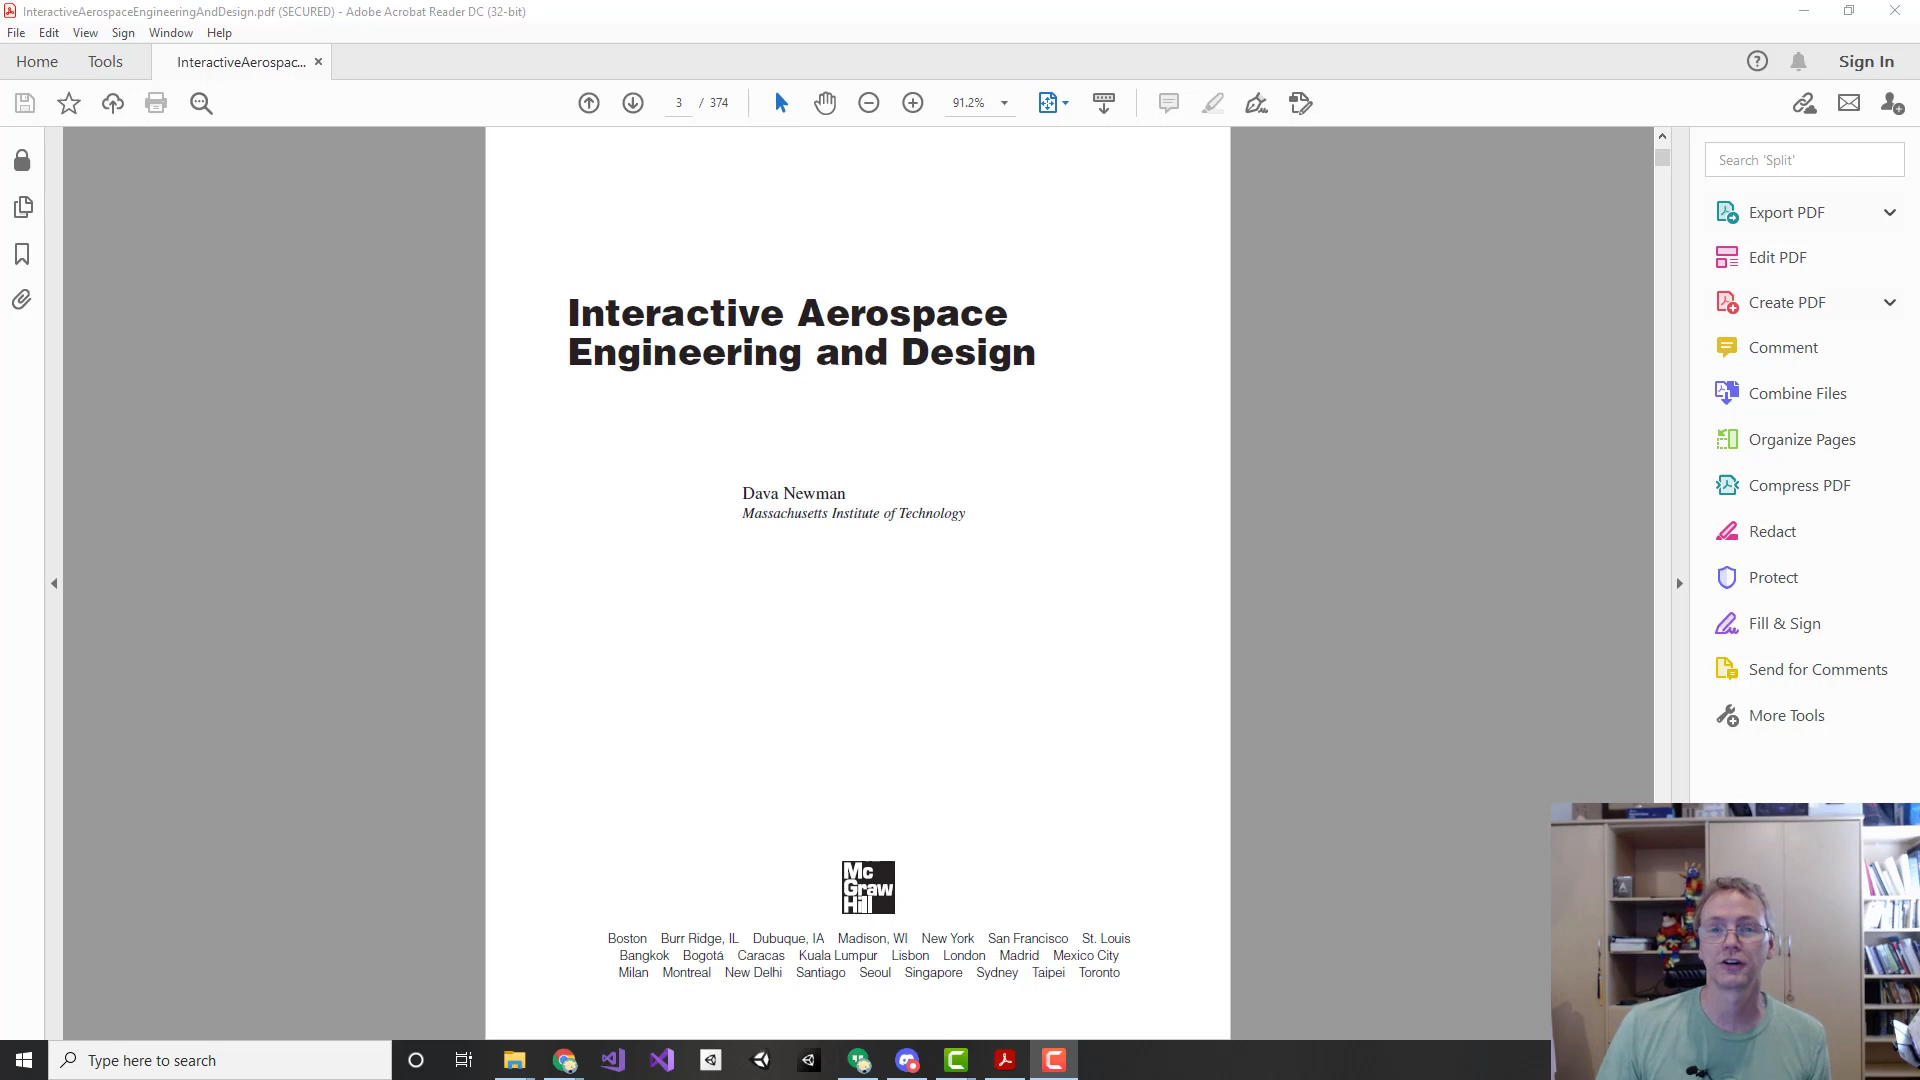 InteractiveAerospaceEngineeringAndDesign.pdf (SECURED) - Adobe Acrobat Reader DC (32-bit)
File Edit View Sign Window Help
Home Tools InteractiveAerospac... Sign In
3 / 374 91.2%
Search 'Split'
Export PDF
Edit PDF
Create PDF
Comment
Combine Files
Organize Pages
Compress PDF
Redact
Protect
Fill & Sign
Send for Comments
More Tools
Interactive Aerospace
Engineering and Design
Dava Newman
Massachusetts Institute of Technology
Mc
Graw
Hill
Boston Burr Ridge, IL Dubuque, IA Madison, WI New York San Francisco St. Louis
Bangkok Bogotá Caracas Kuala Lumpur Lisbon London Madrid Mexico City
Milan Montreal New Delhi Santiago Seoul Singapore Sydney Taipei Toronto
Type here to search